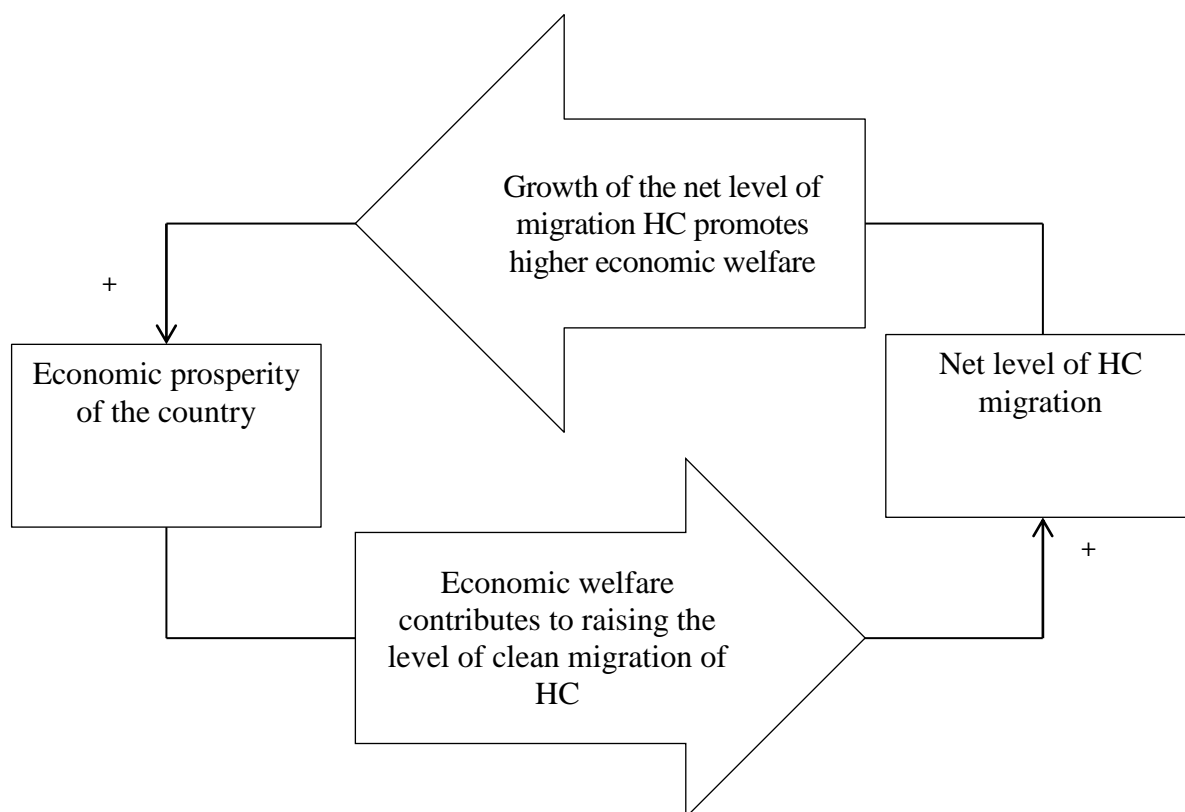 Growth of the net level of
migration HC promotes
higher economic welfare
+
Economic prosperity
of the country
Net level of HC
migration
+
Economic welfare
contributes to raising the
level of clean migration of
HC